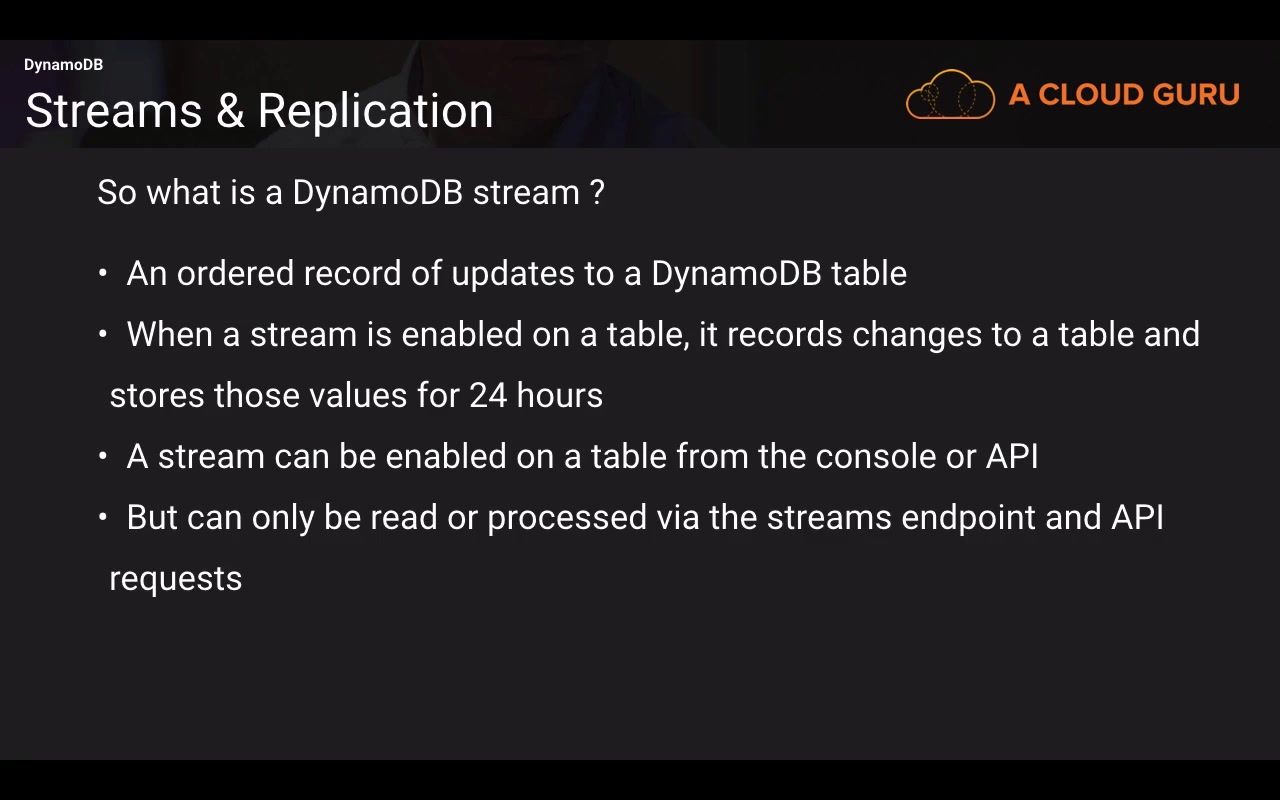 DynamoDB
Streams & Replication
A CLOUD GURU
So what is a DynamoDB stream ?
• An ordered record of updates to a DynamoDB table
• When a stream is enabled on a table, it records changes to a table and
stores those values for 24 hours
• A stream can be enabled on a table from the console or API
• But can only be read or processed via the streams endpoint and API
requests